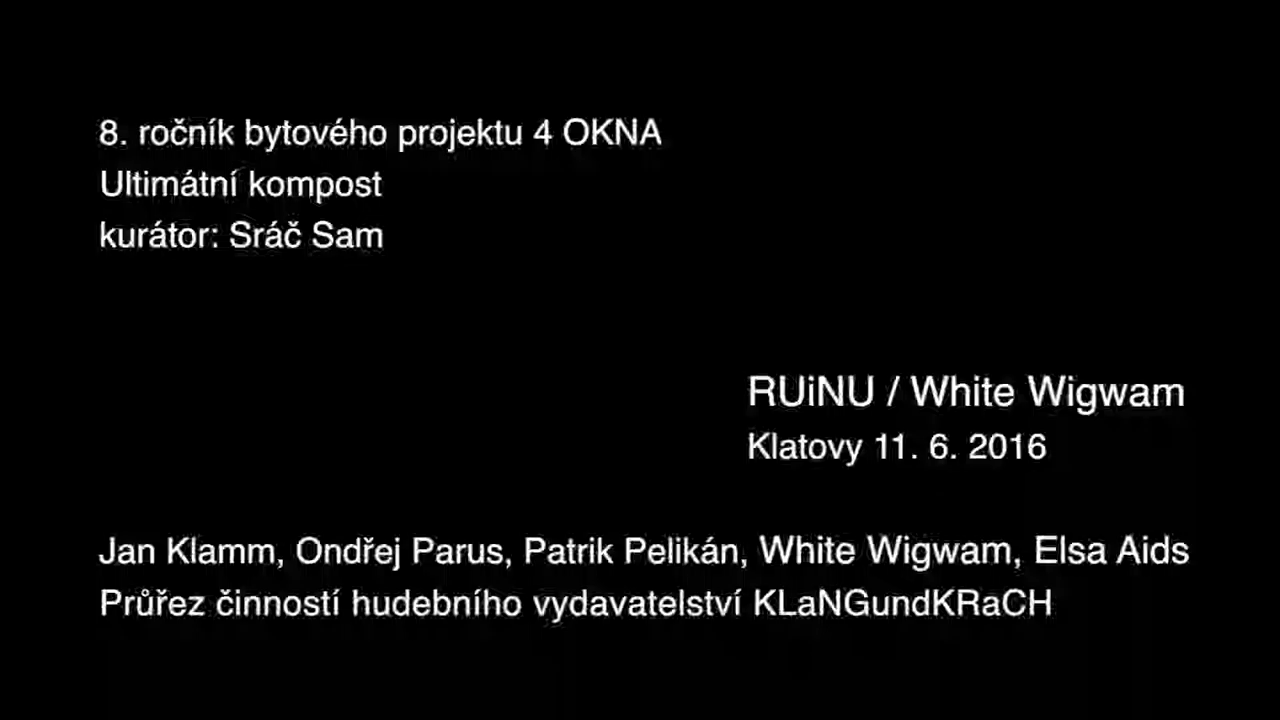 8. ročník bytového projektu 4 OKNA
Ultimátní kompost
kurátor: Sráč Sam
RUiNU / White Wigwam
Klatovy 11. 6. 2016
Jan Klamm, Ondřej Parus, Patrik Pelikán, White Wigwam, Elsa Aids
Průřez činností hudebního vydavatelství KLaNGundKRaCH